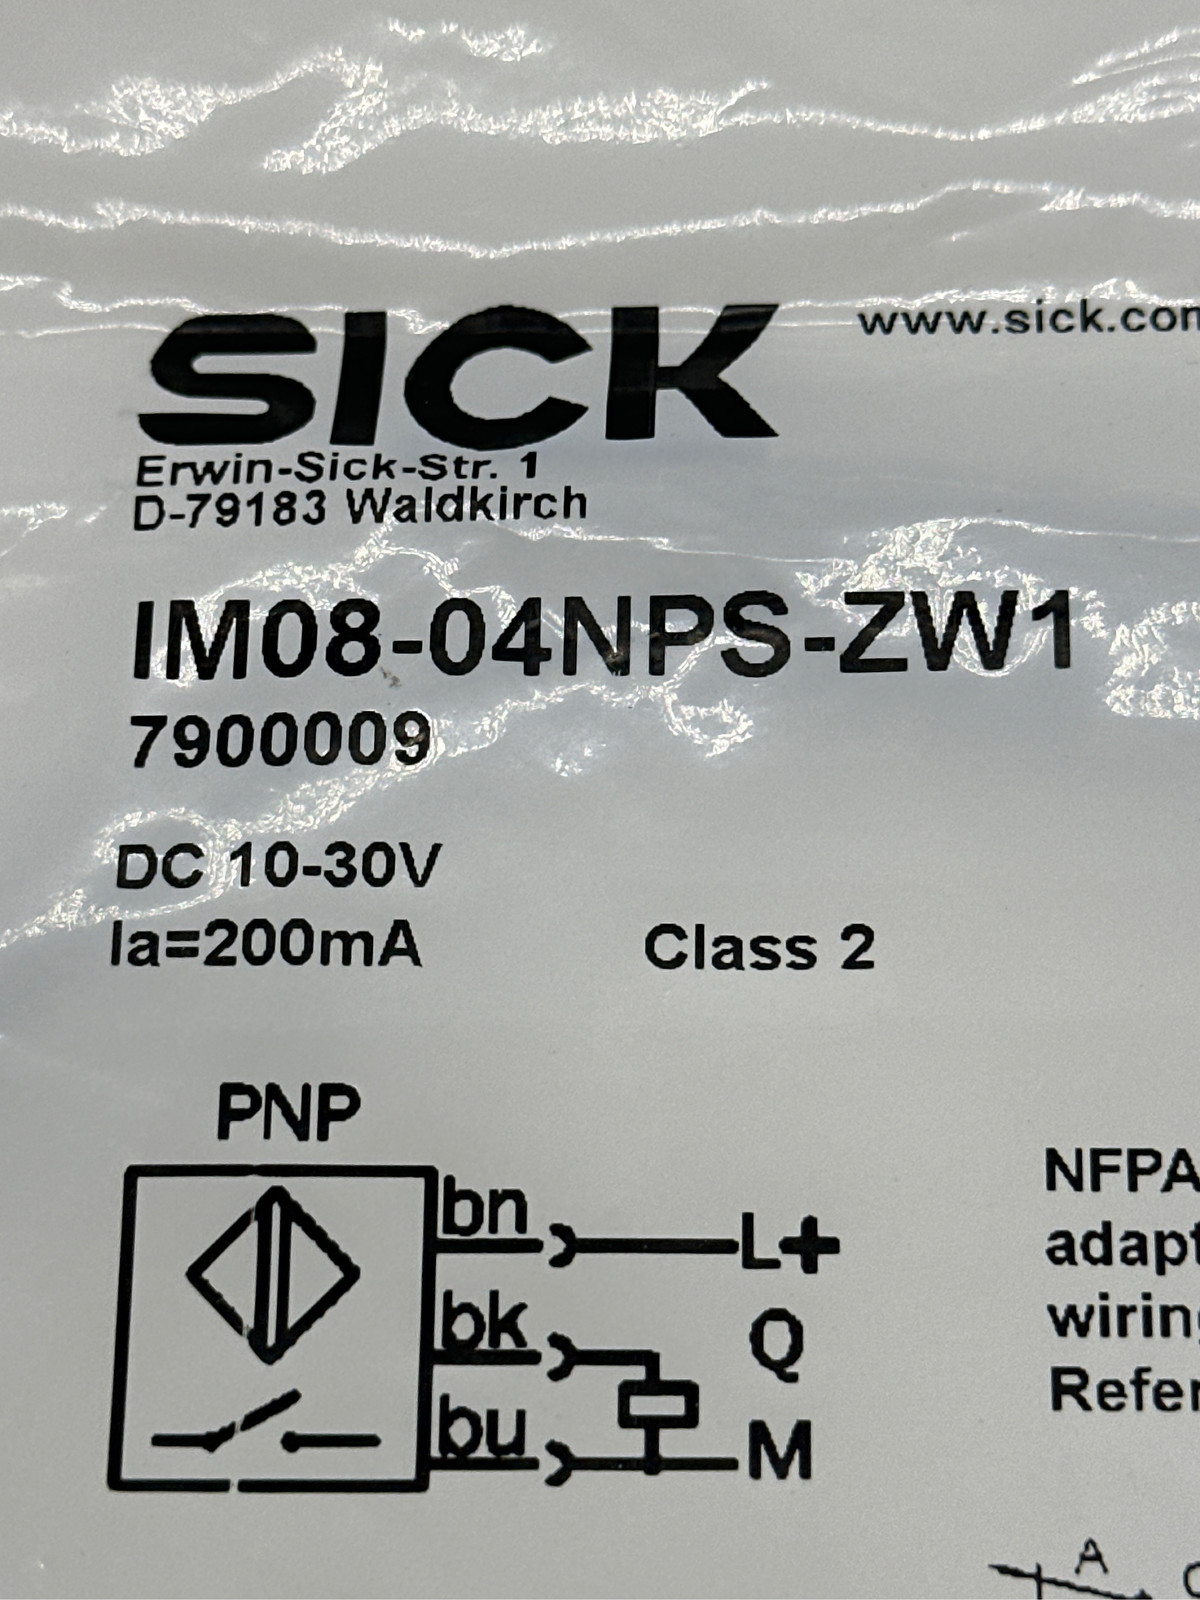 SICK
www.sick.com
Erwin-Sick-Str. 1
D-79183 Waldkirch
IM08-04NPS-ZW1
7900009
DC 10-30V
Ia=200mA
Class 2
PNP
bn
L+
bk
Q
bu
M
NFPA
adapt
wiring
Refer
A